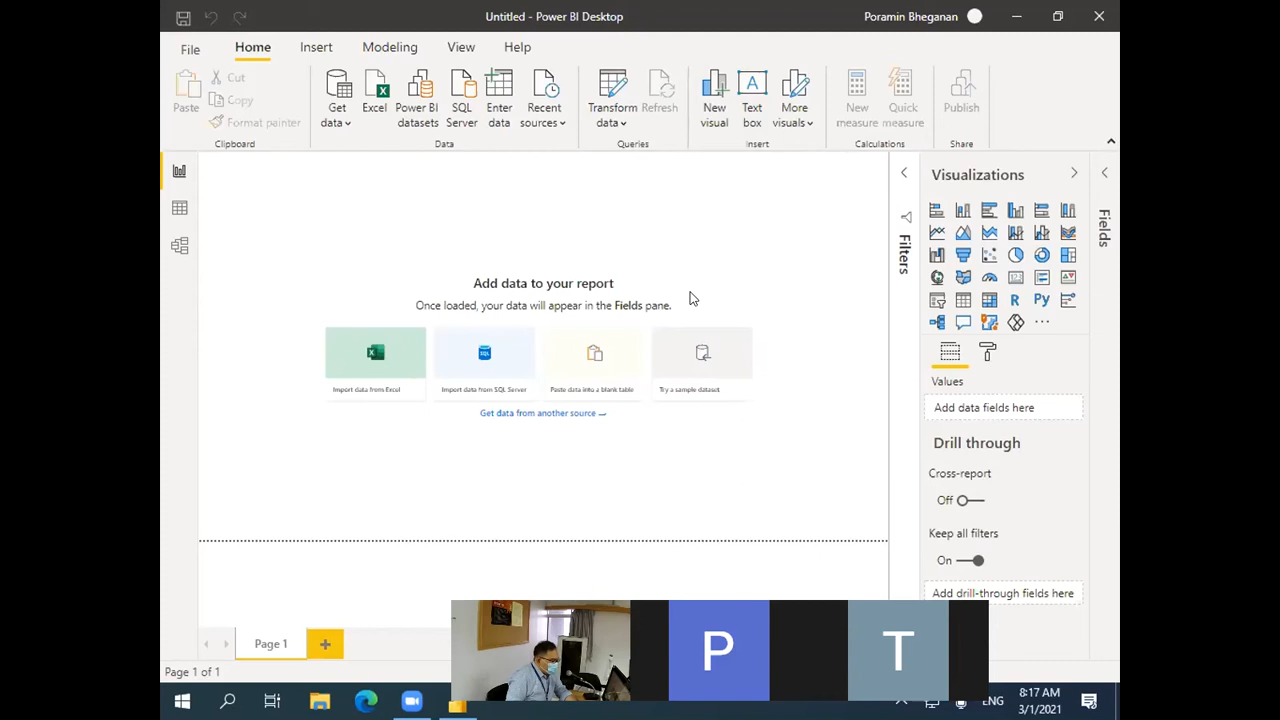 Untitled - Power BI Desktop
Poramin Bheganan
File
Home
Insert
Modeling
View
Help
Paste
Cut
Copy
Format painter
Clipboard
Get data
Excel
Power BI datasets
SQL Server
Enter data
Recent sources
Data
Transform data
Refresh
Queries
New visual
A
Text box
More visuals
Insert
New measure
Quick measure
Calculations
Publish
Share
Add data to your report
Once loaded, your data will appear in the Fields pane.
SQL
Import data from Excel
Import data from SQL Server
Paste data into a blank table
Try a sample dataset
Get data from another source
Filters
Visualizations
R
Py
Values
Add data fields here
Drill through
Cross-report
Off
Keep all filters
On
Add drill-through fields here
Fields
Page 1
Page 1 of 1
P
T
ENG
8:17 AM
3/1/2021